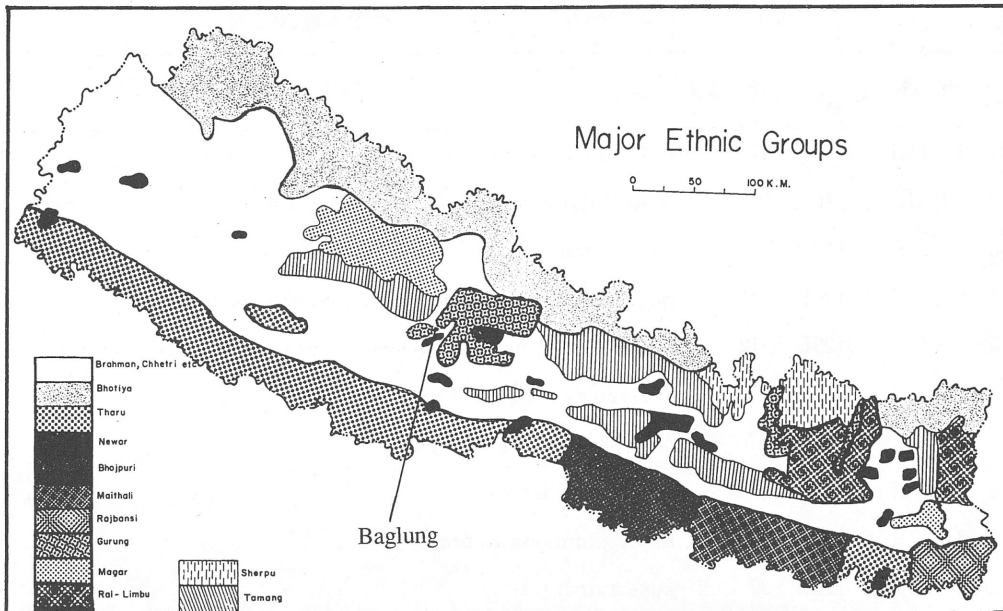 Major Ethnic Groups
0 50 100 K.M.
Baglung
Brahman, Chhetri etc
Bhotiya
Tharu
Newar
Bhojpuri
Maithali
Rajbansi
Gurung
Magar
Rai-Limbu
Sherpu
Tamang